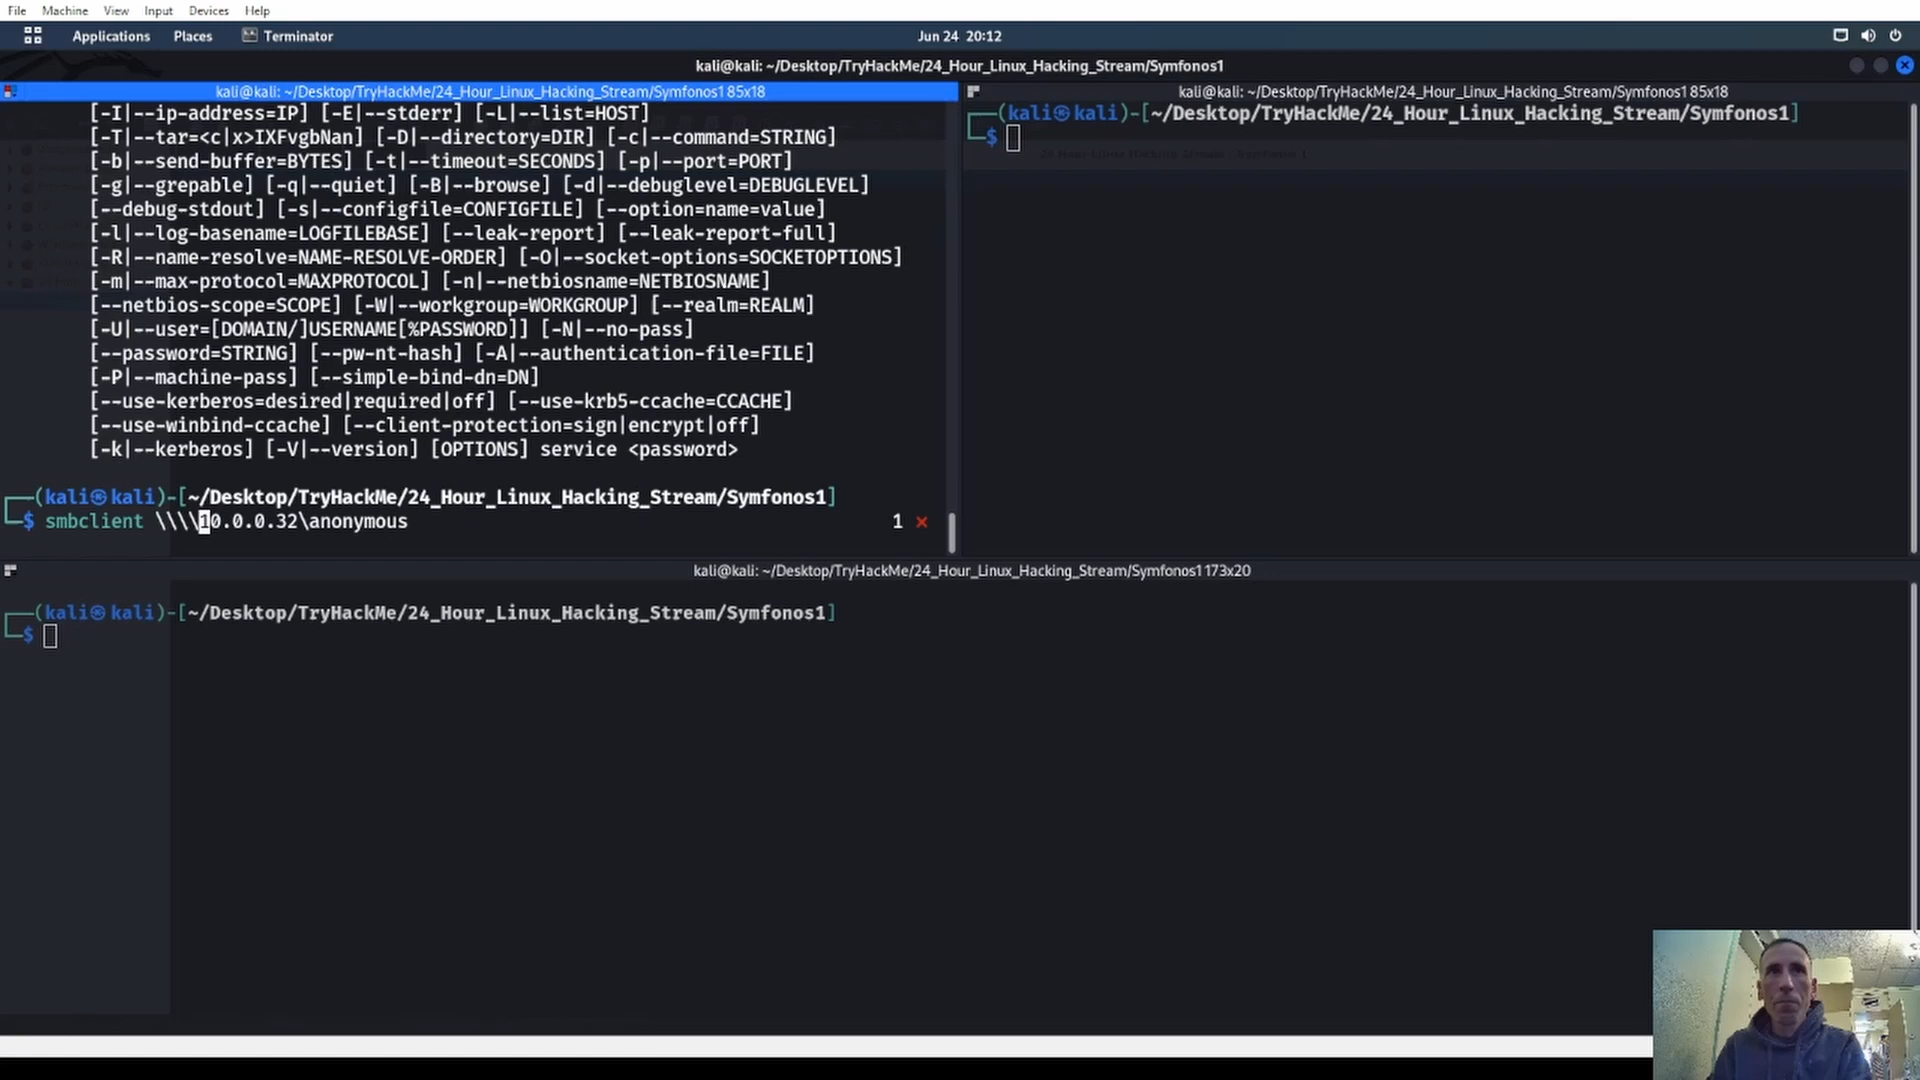 File Machine View Input Devices Help
Applications Places Terminator Jun 24 20:12
kali@kali: ~/Desktop/TryHackMe/24_Hour_Linux_Hacking_Stream/Symfonos1
kali@kali: ~/Desktop/TryHackMe/24_Hour_Linux_Hacking_Stream/Symfonos1 85x18
[-I|--ip-address=IP] [-E|--stderr] [-L|--list=HOST]
[-T|--tar=<c|x>IXFvgbNan] [-D|--directory=DIR] [-c|--command=STRING]
[-b|--send-buffer=BYTES] [-t|--timeout=SECONDS] [-p|--port=PORT]
[-g|--grepable] [-q|--quiet] [-B|--browse] [-d|--debuglevel=DEBUGLEVEL]
[--debug-stdout] [-s|--configfile=CONFIGFILE] [--option=name=value]
[-l|--log-basename=LOGFILEBASE] [--leak-report] [--leak-report-full]
[-R|--name-resolve=NAME-RESOLVE-ORDER] [-O|--socket-options=SOCKETOPTIONS]
[-m|--max-protocol=MAXPROTOCOL] [-n|--netbiosname=NETBIOSNAME]
[--netbios-scope=SCOPE] [-W|--workgroup=WORKGROUP] [--realm=REALM]
[-U|--user=[DOMAIN/]USERNAME[%PASSWORD]] [-N|--no-pass]
[--password=STRING] [--pw-nt-hash] [-A|--authentication-file=FILE]
[-P|--machine-pass] [--simple-bind-dn=DN]
[--use-kerberos=desired|required|off] [--use-krb5-ccache=CCACHE]
[--use-winbind-ccache] [--client-protection=sign|encrypt|off]
[-k|--kerberos] [-V|--version] [OPTIONS] service <password>
┌──(kali㉿kali)-[~/Desktop/TryHackMe/24_Hour_Linux_Hacking_Stream/Symfonos1]
└─$ smbclient \\\\10.0.0.32\anonymous 1 ⨯
kali@kali: ~/Desktop/TryHackMe/24_Hour_Linux_Hacking_Stream/Symfonos1 85x18
┌──(kali㉿kali)-[~/Desktop/TryHackMe/24_Hour_Linux_Hacking_Stream/Symfonos1]
└─$
kali@kali: ~/Desktop/TryHackMe/24_Hour_Linux_Hacking_Stream/Symfonos1 173x20
┌──(kali㉿kali)-[~/Desktop/TryHackMe/24_Hour_Linux_Hacking_Stream/Symfonos1]
└─$